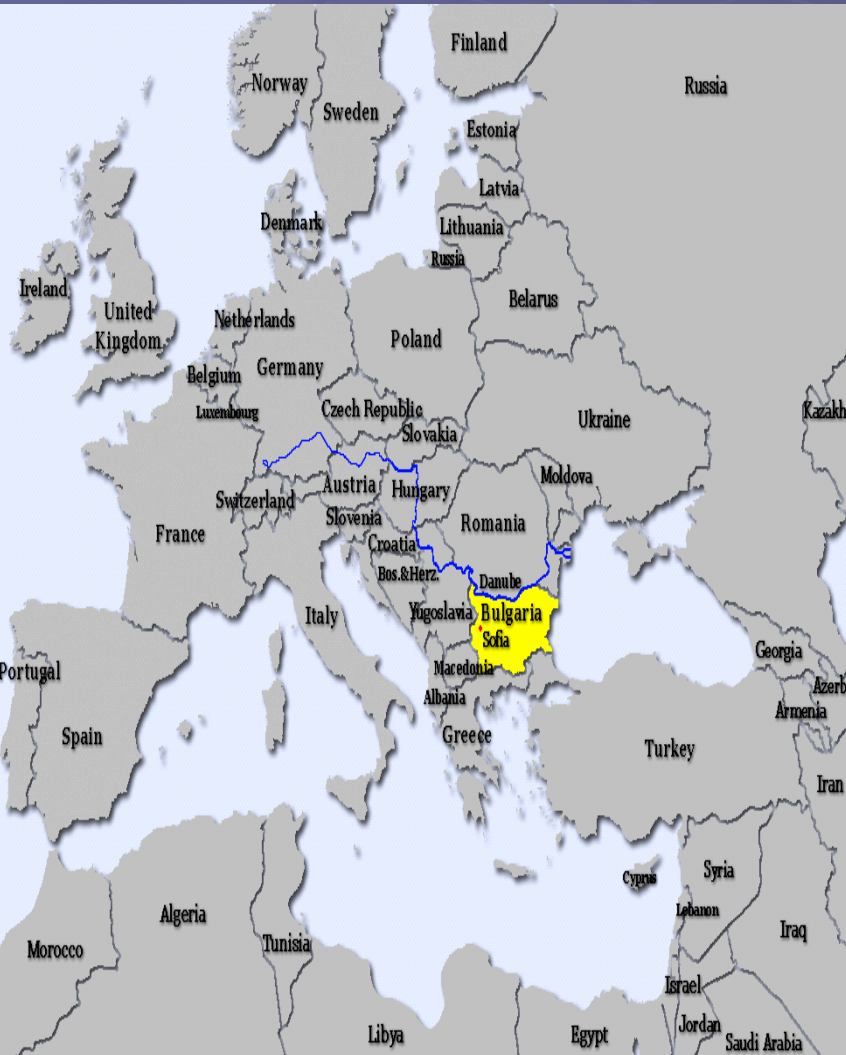 Finland
Norway
Russia
Sweden
Estonia
Latvia
Denmark
Lithuania
Russia
Ireland
Belarus
United
Kingdom
Netherlands
Poland
Germany
Belgium
Luxembourg
Czech Republic
Kazakh
Ukraine
Slovakia
Moldova
Austria
Hungary
Switzerland
Slovenia
Romania
France
Croatia
Bos.&Herz.
Danube
Yugoslavia
Bulgaria
Italy
Sofia
Georgia
Macedonia
Portugal
Azerb
Albania
Armenia
Spain
Greece
Turkey
Iran
Cyprus
Syria
Lebanon
Algeria
Iraq
Tunisia
Morocco
Israel
Jordan
Libya
Egypt
Saudi Arabia